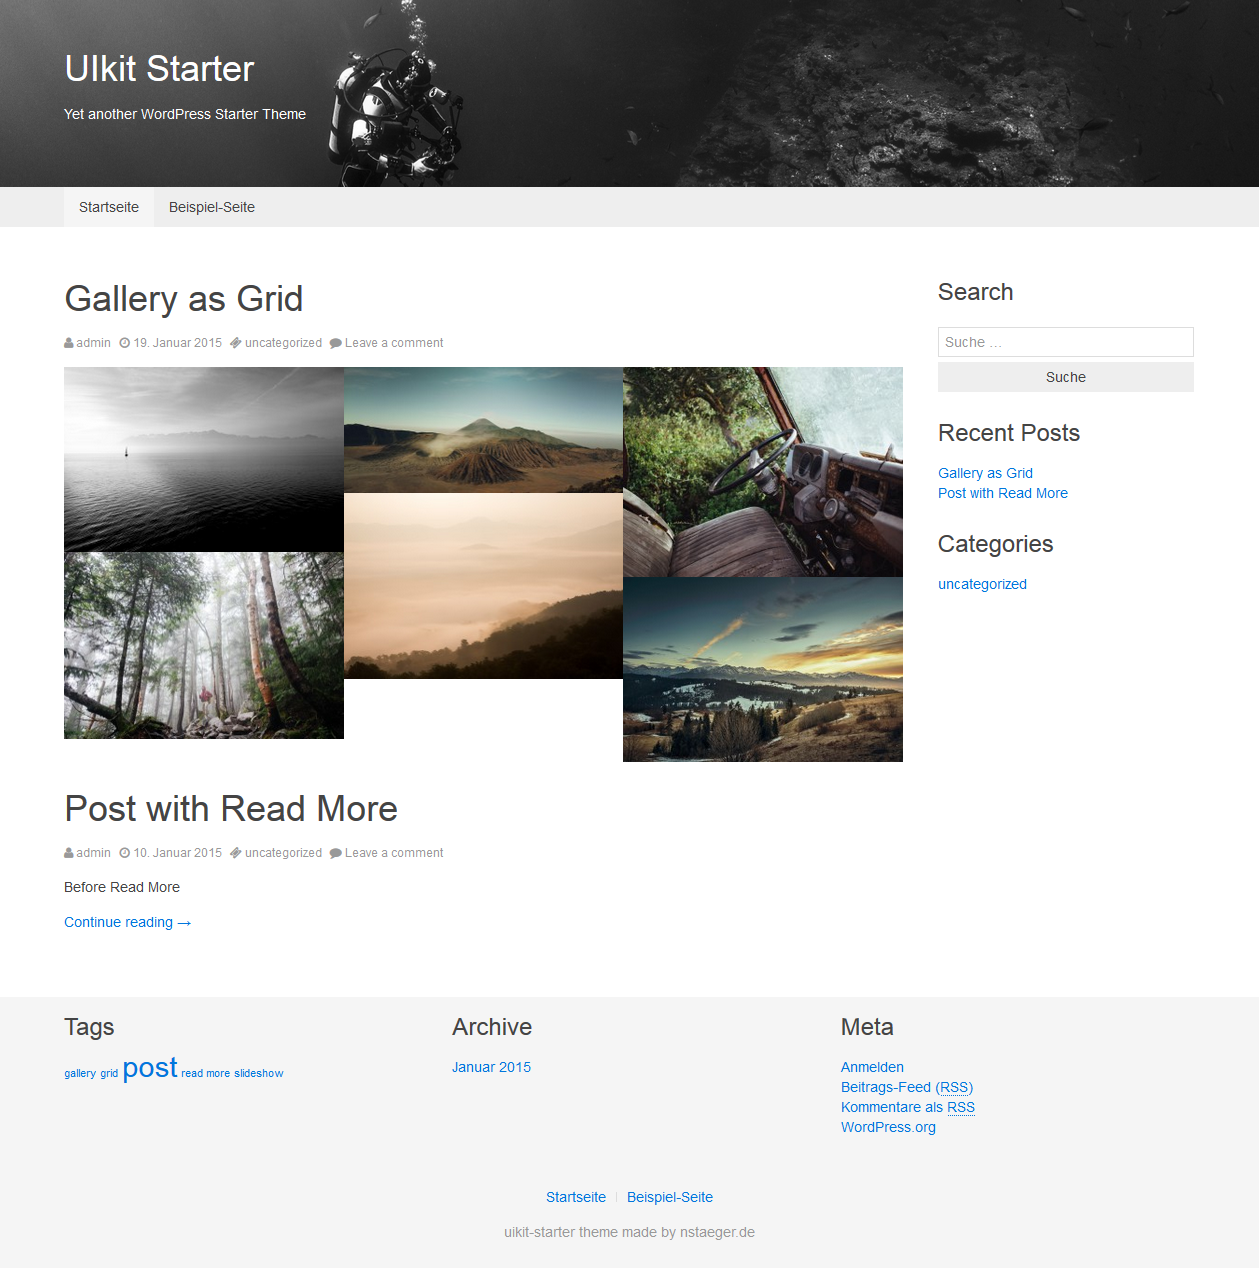 UIkit Starter
Yet another WordPress Starter Theme
Startseite Beispiel-Seite
Gallery as Grid
admin 19. Januar 2015 uncategorized Leave a comment
Post with Read More
admin 10. Januar 2015 uncategorized Leave a comment
Before Read More
Continue reading →
Search
Suche …
Suche
Recent Posts
Gallery as Grid
Post with Read More
Categories
uncategorized
Tags
gallery grid post read more slideshow
Archive
Januar 2015
Meta
Anmelden
Beitrags-Feed (RSS)
Kommentare als RSS
WordPress.org
Startseite | Beispiel-Seite
uikit-starter theme made by nstaeger.de